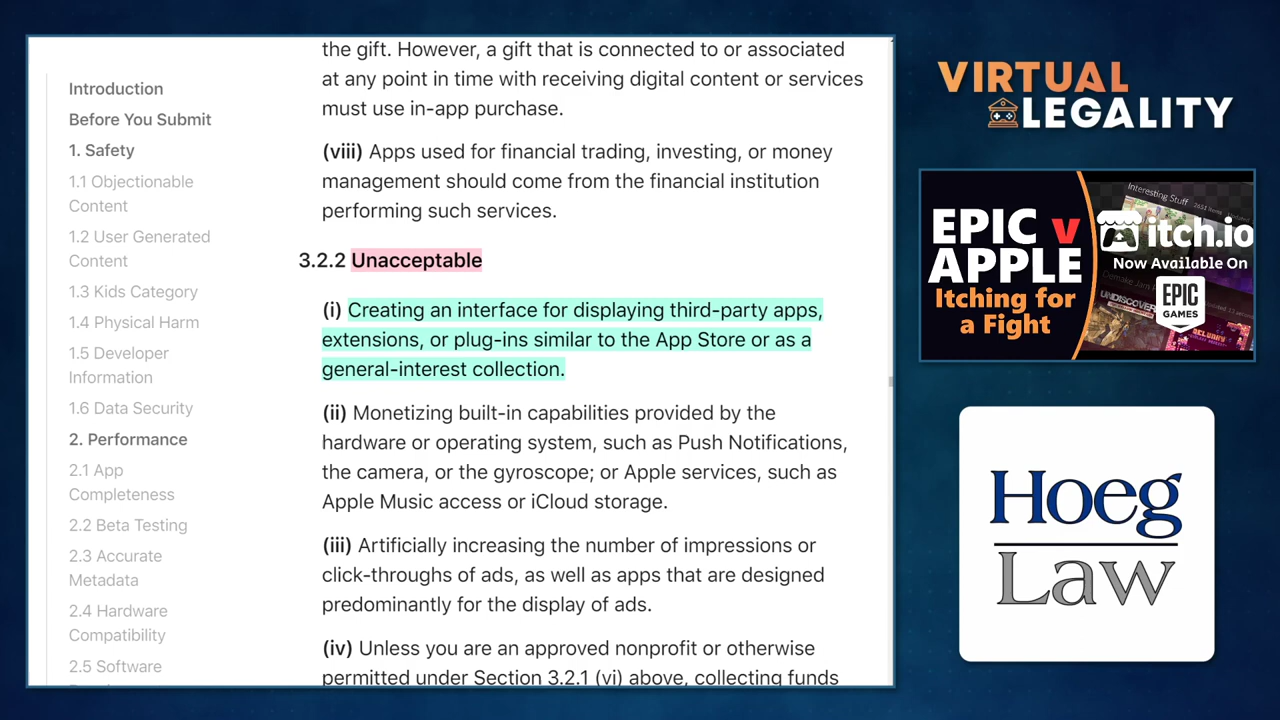 Introduction
Before You Submit
1. Safety
1.1 Objectionable
Content
1.2 User Generated
Content
1.3 Kids Category
1.4 Physical Harm
1.5 Developer
Information
1.6 Data Security
2. Performance
2.1 App
Completeness
2.2 Beta Testing
2.3 Accurate
Metadata
2.4 Hardware
Compatibility
2.5 Software
the gift. However, a gift that is connected to or associated
at any point in time with receiving digital content or services
must use in-app purchase.
(viii) Apps used for financial trading, investing, or money
management should come from the financial institution
performing such services.
3.2.2 Unacceptable
(i) Creating an interface for displaying third-party apps,
extensions, or plug-ins similar to the App Store or as a
general-interest collection.
(ii) Monetizing built-in capabilities provided by the
hardware or operating system, such as Push Notifications,
the camera, or the gyroscope; or Apple services, such as
Apple Music access or iCloud storage.
(iii) Artificially increasing the number of impressions or
click-throughs of ads, as well as apps that are designed
predominantly for the display of ads.
(iv) Unless you are an approved nonprofit or otherwise
permitted under Section 3.2.1 (vi) above, collecting funds
VIRTUAL
LEGALITY
EPIC v
APPLE
Itching for
a Fight
Interesting Stuff
itch.io
Now Available On
EPIC
GAMES
Hoeg
Law